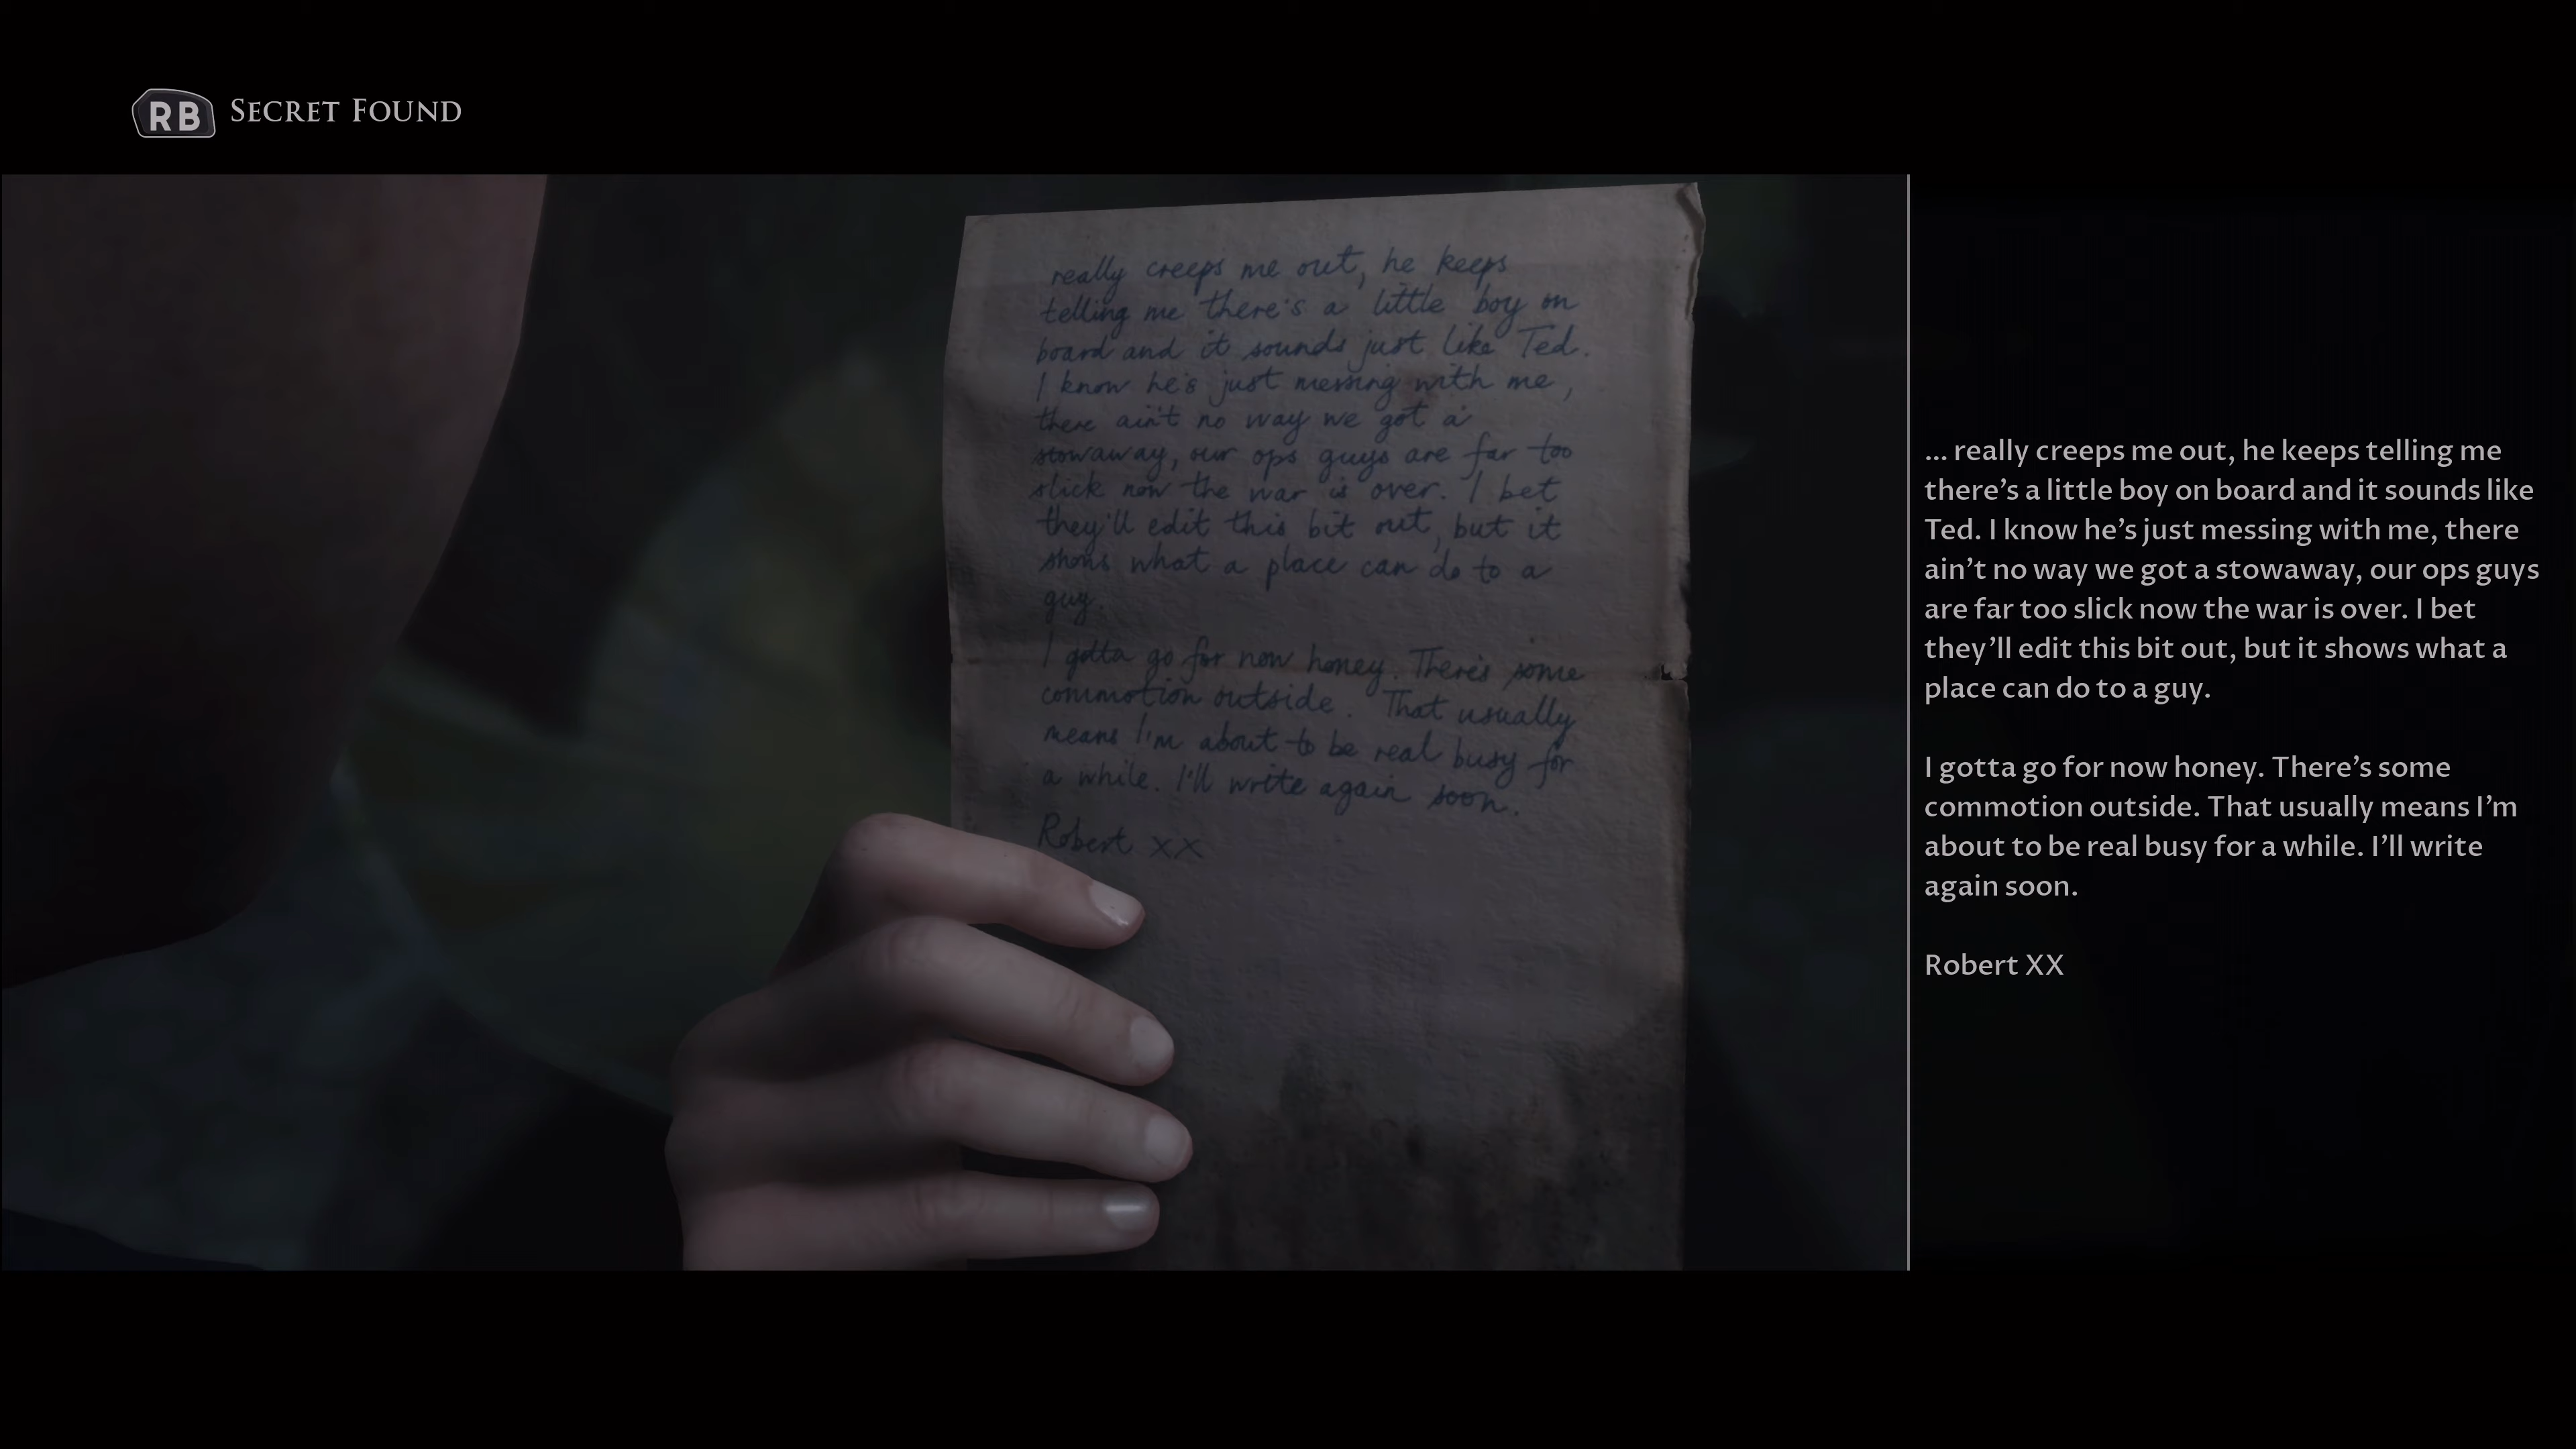 RB SECRET FOUND
really creeps me out, he keeps
telling me there's a little boy on
board and it sounds just like Ted.
I know he's just messing with me,
there ain't no way we got a
stowaway, our ops guys are far too
slick now the war is over. I bet
they'll edit this bit out, but it
shows what a place can do to a
guy.
I gotta go for now honey. There's some
commotion outside. That usually
means I'm about to be real busy for
a while. I'll write again soon.
Robert xx
... really creeps me out, he keeps telling me
there's a little boy on board and it sounds like
Ted. I know he's just messing with me, there
ain't no way we got a stowaway, our ops guys
are far too slick now the war is over. I bet
they'll edit this bit out, but it shows what a
place can do to a guy.
I gotta go for now honey. There's some
commotion outside. That usually means I'm
about to be real busy for a while. I'll write
again soon.
Robert XX